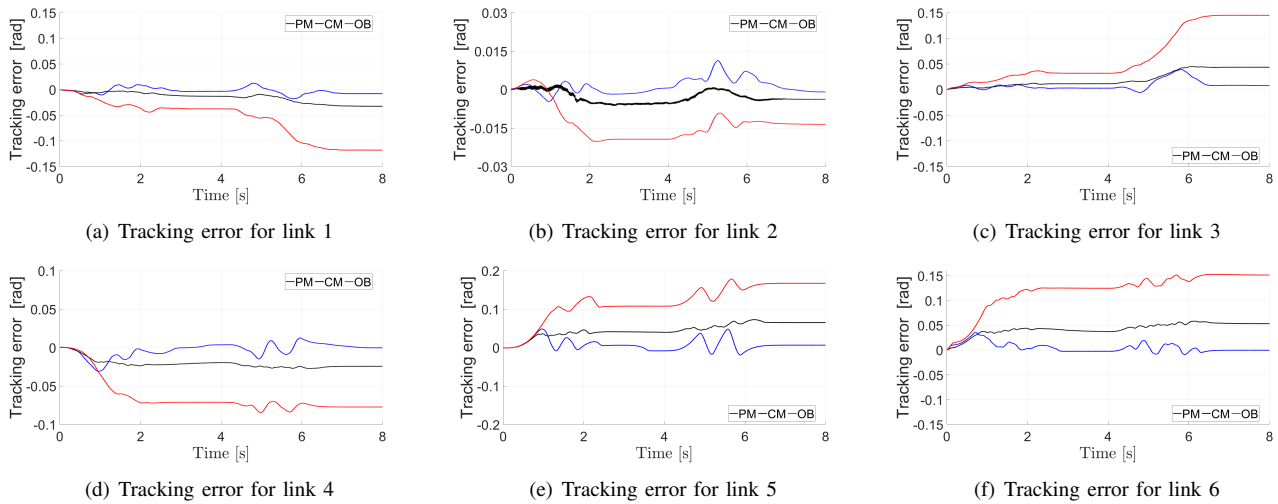 Tracking error [rad]
0.15
0.1
0.05
0
-0.05
-0.1
-0.15
PM CM OB
0 2 4 6 8
Time [s]
(a) Tracking error for link 1
Tracking error [rad]
0.03
0.015
0
-0.015
-0.03
PM CM OB
0 2 4 6 8
Time [s]
(b) Tracking error for link 2
Tracking error [rad]
0.15
0.1
0.05
0
-0.05
-0.1
-0.15
PM CM OB
0 2 4 6 8
Time [s]
(c) Tracking error for link 3
Tracking error [rad]
0.1
0.05
0
-0.05
-0.1
PM CM OB
0 2 4 6 8
Time [s]
(d) Tracking error for link 4
Tracking error [rad]
0.2
0.1
0
-0.1
-0.2
PM CM OB
0 2 4 6 8
Time [s]
(e) Tracking error for link 5
Tracking error [rad]
0.15
0.1
0.05
0
-0.05
-0.1
-0.15
PM CM OB
0 2 4 6 8
Time [s]
(f) Tracking error for link 6